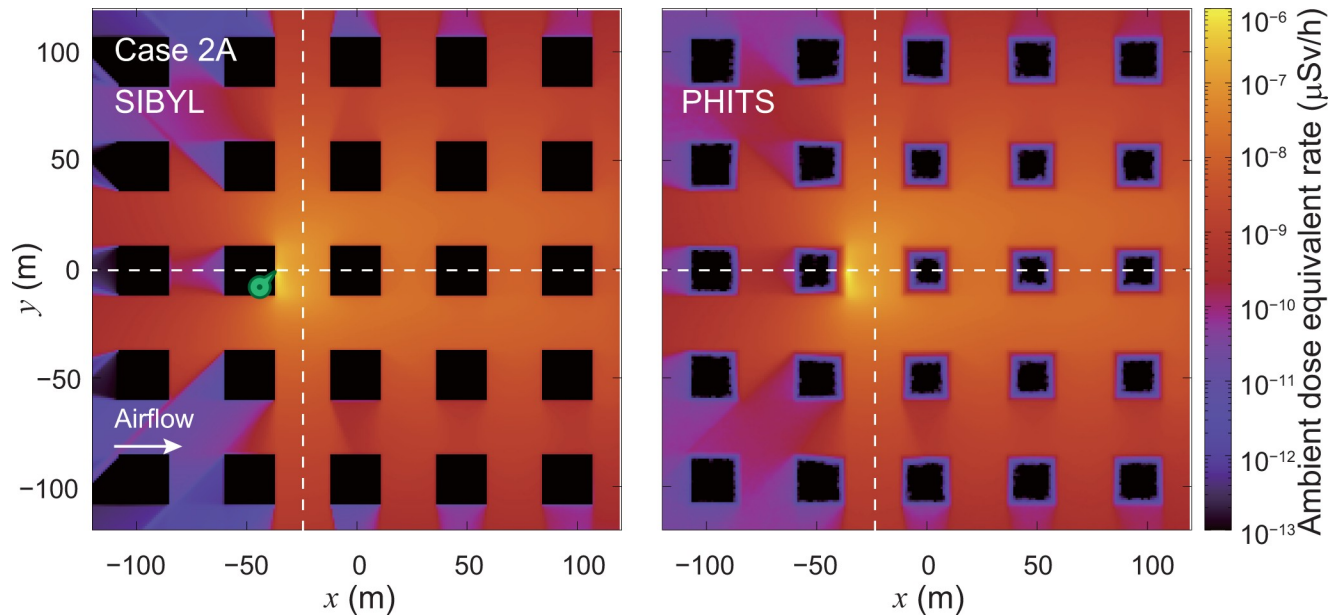 Case 2A
SIBYL
Airflow
100
50
0
−50
−100
y (m)
−100
−50
0
50
100
x (m)
PHITS
−100
−50
0
50
100
x (m)
10⁻⁶
10⁻⁷
10⁻⁸
10⁻⁹
10⁻¹⁰
10⁻¹¹
10⁻¹²
10⁻¹³
Ambient dose equivalent rate (μSv/h)